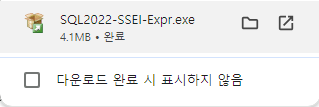 SQL2022-SSEI-Expr.exe
4.1MB • 완료
다운로드 완료 시 표시하지 않음